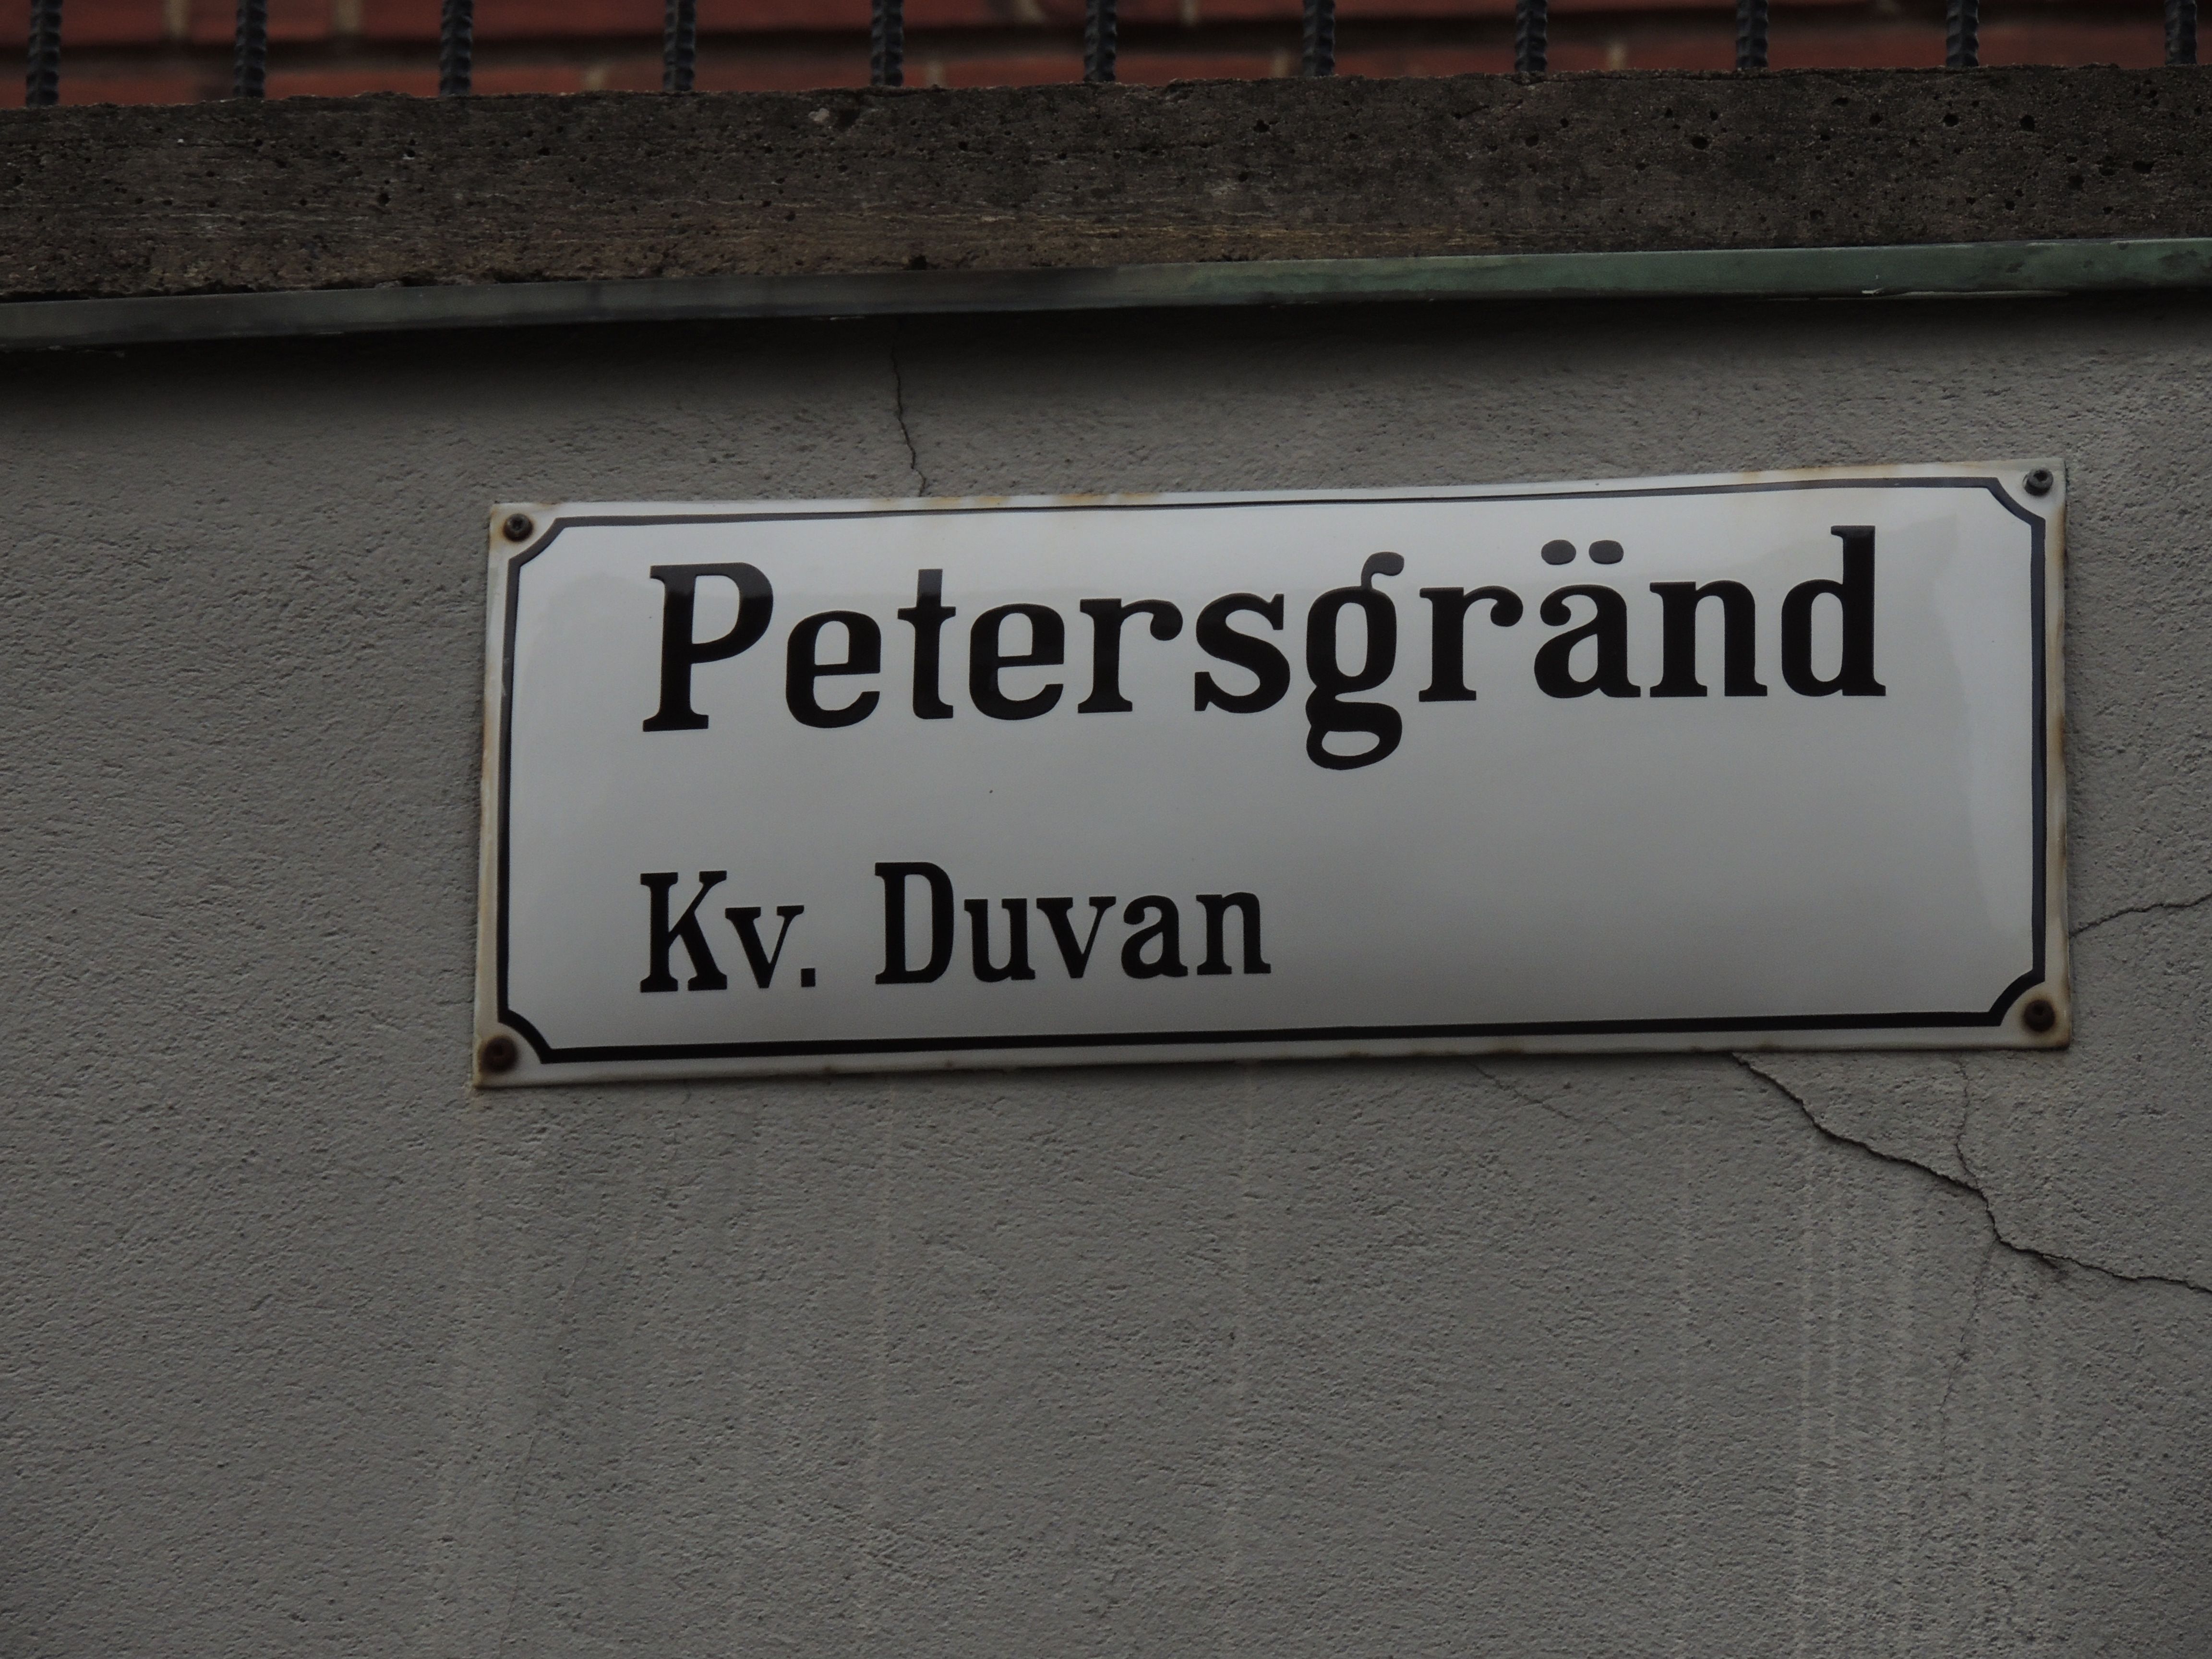 Petersgränd
Kv. Duvan